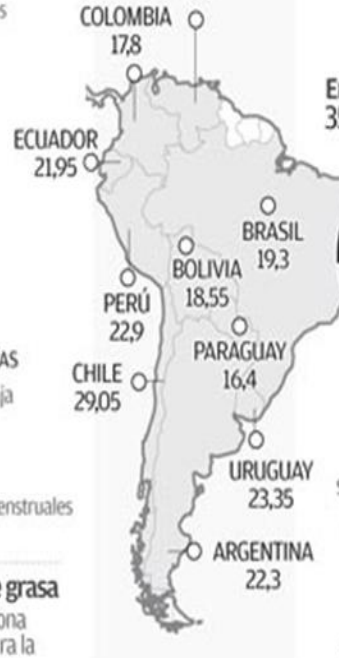 COLOMBIA
17,8
ECUADOR
21,95
BRASIL
19,3
BOLIVIA
18,55
PERÚ
22,9
PARAGUAY
16,4
CHILE
29,05
URUGUAY
23,35
ARGENTINA
22,3
AS
ja
enstruales
grasa
ona
ra la